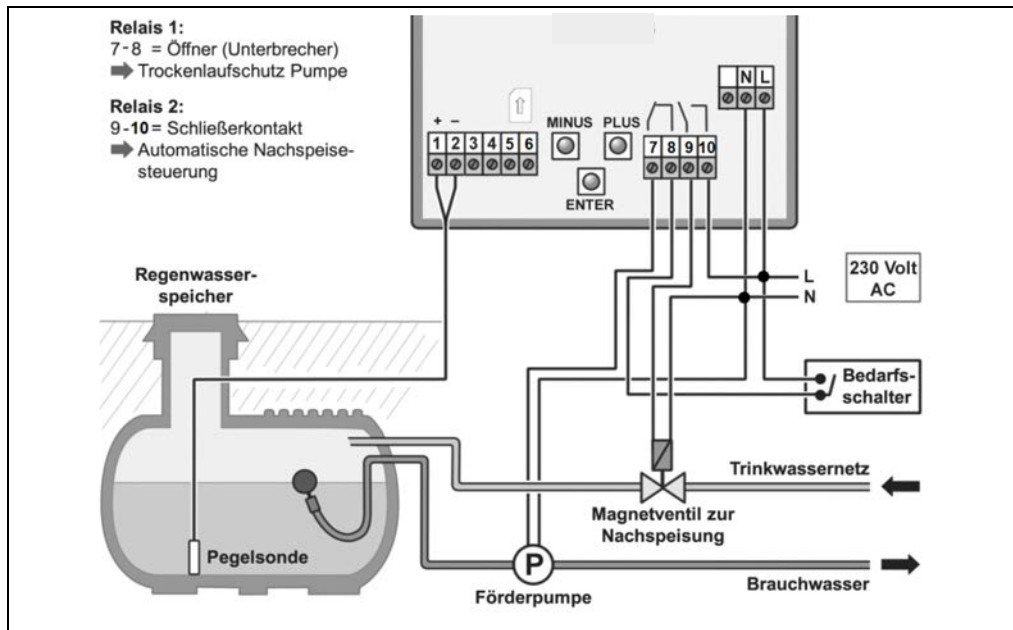 Relais 1:
7-8 = Öffner (Unterbrecher)
Trockenlaufschutz Pumpe
Relais 2:
9-10 = Schließerkontakt
Automatische Nachspeise-
steuerung
+ −
1 2 3 4 5 6
MINUS PLUS
ENTER
7 8 9 10
N L
L
N
230 Volt
AC
Regenwasser-
speicher
Bedarfs-
schalter
Trinkwassernetz
Magnetventil zur
Nachspeisung
Pegelsonde
P
Förderpumpe
Brauchwasser